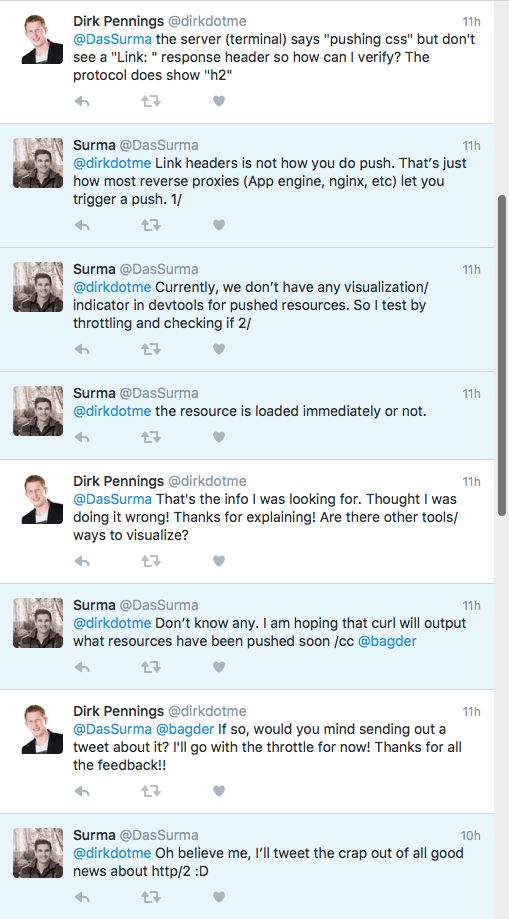 Dirk Pennings @dirkdotme 11h
@DasSurma the server (terminal) says "pushing css" but don't
see a "Link: " response header so how can I verify? The
protocol does show "h2"
Surma @DasSurma 11h
@dirkdotme Link headers is not how you do push. That’s just
how most reverse proxies (App engine, nginx, etc) let you
trigger a push. 1/
Surma @DasSurma 11h
@dirkdotme Currently, we don’t have any visualization/
indicator in devtools for pushed resources. So I test by
throttling and checking if 2/
Surma @DasSurma 11h
@dirkdotme the resource is loaded immediately or not.
Dirk Pennings @dirkdotme 11h
@DasSurma That's the info I was looking for. Thought I was
doing it wrong! Thanks for explaining! Are there other tools/
ways to visualize?
Surma @DasSurma 11h
@dirkdotme Don’t know any. I am hoping that curl will output
what resources have been pushed soon /cc @bagder
Dirk Pennings @dirkdotme 11h
@DasSurma @bagder If so, would you mind sending out a
tweet about it? I'll go with the throttle for now! Thanks for all
the feedback!!
Surma @DasSurma 10h
@dirkdotme Oh believe me, I’ll tweet the crap out of all good
news about http/2 :D